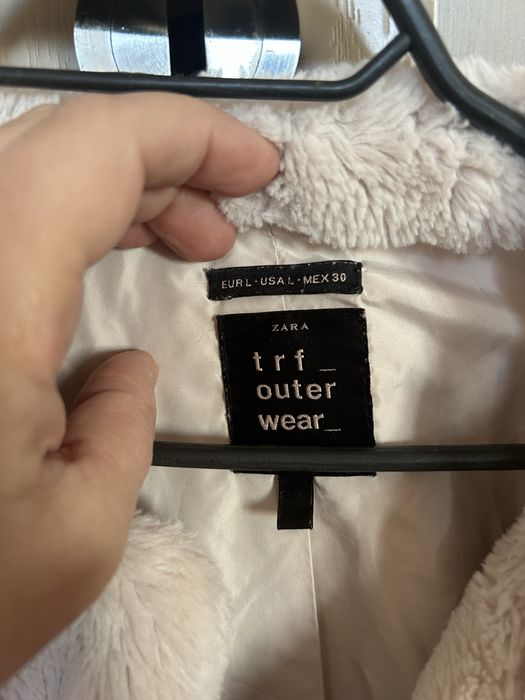 EUR L · USA L · MEX 30
ZARA
trf_
outer
wear_